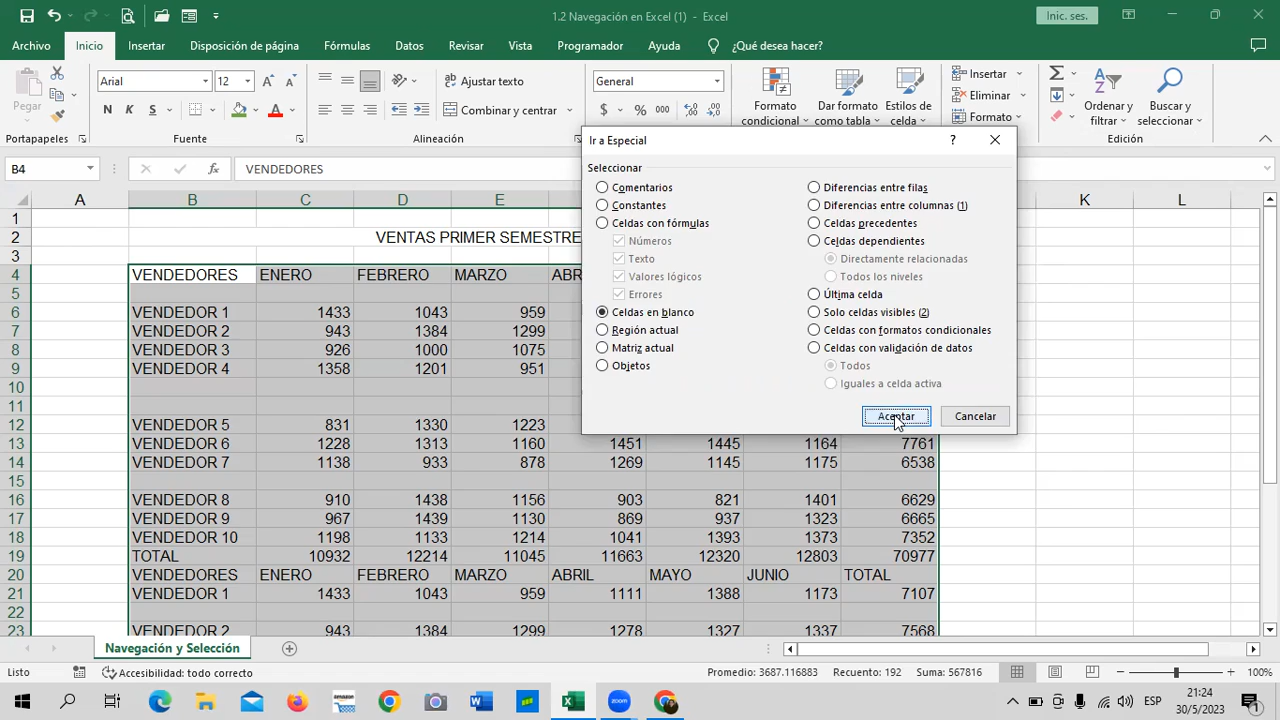 1.2 Navegación en Excel (1) - Excel
Inic. ses.
Archivo Inicio Insertar Disposición de página Fórmulas Datos Revisar Vista Programador Ayuda ¿Qué desea hacer?
Pegar
Arial 12
N K S
Ajustar texto
Combinar y centrar
General
$ % 000
Formato condicional
Dar formato como tabla
Estilos de celda
Insertar
Eliminar
Formato
Ordenar y filtrar
Buscar y seleccionar
Portapapeles Fuente Alineación Edición
B4 fx VENDEDORES
Ir a Especial
Seleccionar
Comentarios
Constantes
Celdas con fórmulas
Números
Texto
Valores lógicos
Errores
Celdas en blanco
Región actual
Matriz actual
Objetos
Diferencias entre filas
Diferencias entre columnas (1)
Celdas precedentes
Celdas dependientes
Directamente relacionadas
Todos los niveles
Última celda
Solo celdas visibles (2)
Celdas con formatos condicionales
Celdas con validación de datos
Todos
Iguales a celda activa
Aceptar Cancelar
A B C D E K L
1
2 VENTAS PRIMER SEMESTRE
3
4 VENDEDORES ENERO FEBRERO MARZO ABR
5
6 VENDEDOR 1 1433 1043 959
7 VENDEDOR 2 943 1384 1299
8 VENDEDOR 3 926 1000 1075
9 VENDEDOR 4 1358 1201 951
10
11
12 VENDEDOR 5 831 1330 1223
13 VENDEDOR 6 1228 1313 1160 1451 1445 1164 7761
14 VENDEDOR 7 1138 933 878 1269 1145 1175 6538
15
16 VENDEDOR 8 910 1438 1156 903 821 1401 6629
17 VENDEDOR 9 967 1439 1130 869 937 1323 6665
18 VENDEDOR 10 1198 1133 1214 1041 1393 1373 7352
19 TOTAL 10932 12214 11045 11663 12320 12803 70977
20 VENDEDORES ENERO FEBRERO MARZO ABRIL MAYO JUNIO TOTAL
21 VENDEDOR 1 1433 1043 959 1111 1388 1173 7107
22
23 VENDEDOR 2 943 1384 1299 1278 1327 1337 7568
Navegación y Selección
Listo Accesibilidad: todo correcto Promedio: 3687.116883 Recuento: 192 Suma: 567816 100%
ESP
21:24
30/5/2023